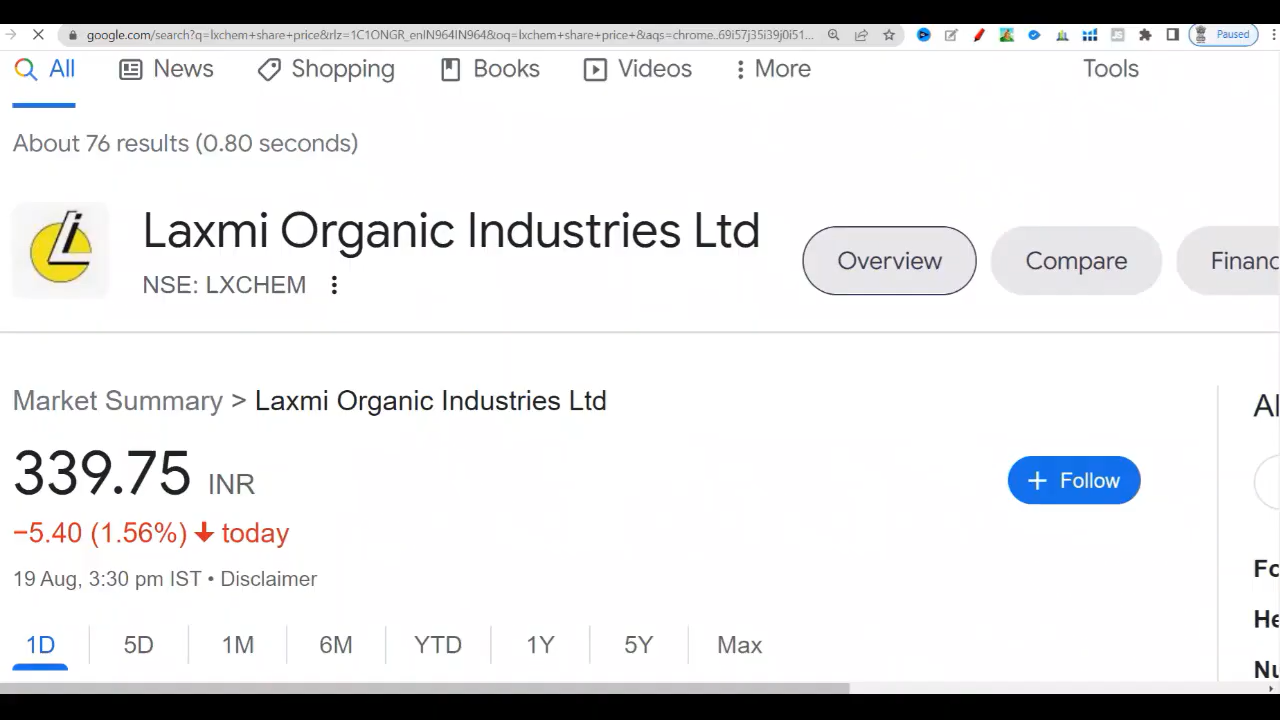 google.com/search?q=lxchem+share+price&rlz=1C1ONGR_enIN964IN964&q=lxchem+share+price+&aqs=chrome..69i57j35i39j0i51...
Paused
All
News
Shopping
Books
Videos
More
Tools
About 76 results (0.80 seconds)
Laxmi Organic Industries Ltd
NSE: LXCHEM
Overview
Compare
Financ
Market Summary > Laxmi Organic Industries Ltd
339.75 INR
+ Follow
−5.40 (1.56%) today
19 Aug, 3:30 pm IST • Disclaimer
1D
5D
1M
6M
YTD
1Y
5Y
Max